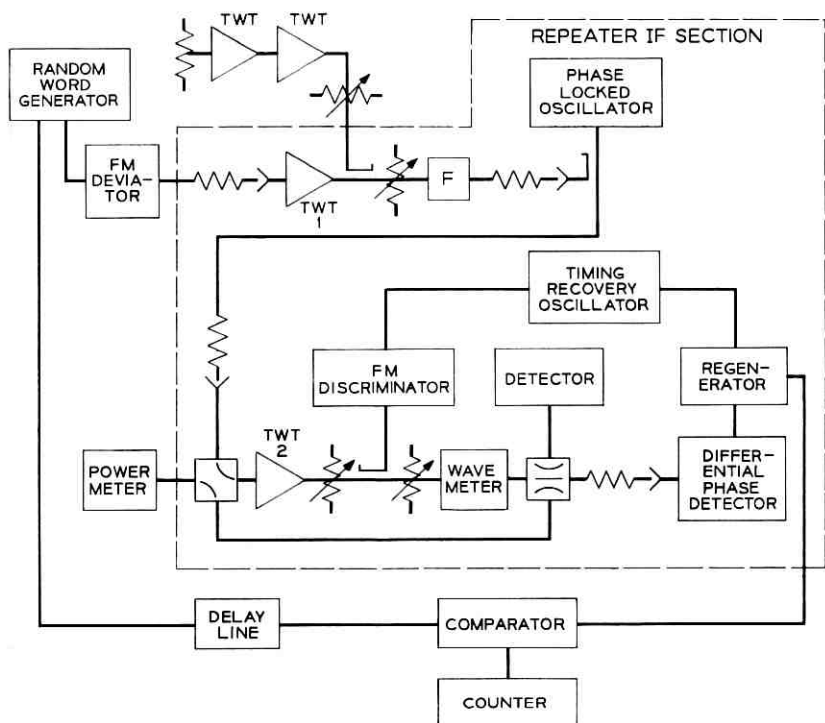 TWT
TWT
REPEATER IF SECTION
RANDOM
WORD
GENERATOR
PHASE
LOCKED
OSCILLATOR
FM
DEVIA-
TOR
TWT
1
F
TIMING
RECOVERY
OSCILLATOR
FM
DISCRIMINATOR
DETECTOR
REGEN-
ERATOR
POWER
METER
TWT
2
WAVE
METER
DIFFER-
ENTIAL
PHASE
DETECTOR
DELAY
LINE
COMPARATOR
COUNTER